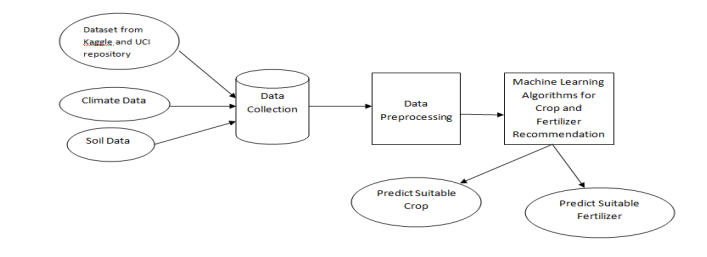 Dataset from
Kaggle and UCI
repository
Climate Data
Soil Data
Data
Collection
Data
Preprocessing
Machine Learning
Algorithms for
Crop and
Fertilizer
Recommendation
Predict Suitable
Crop
Predict Suitable
Fertilizer